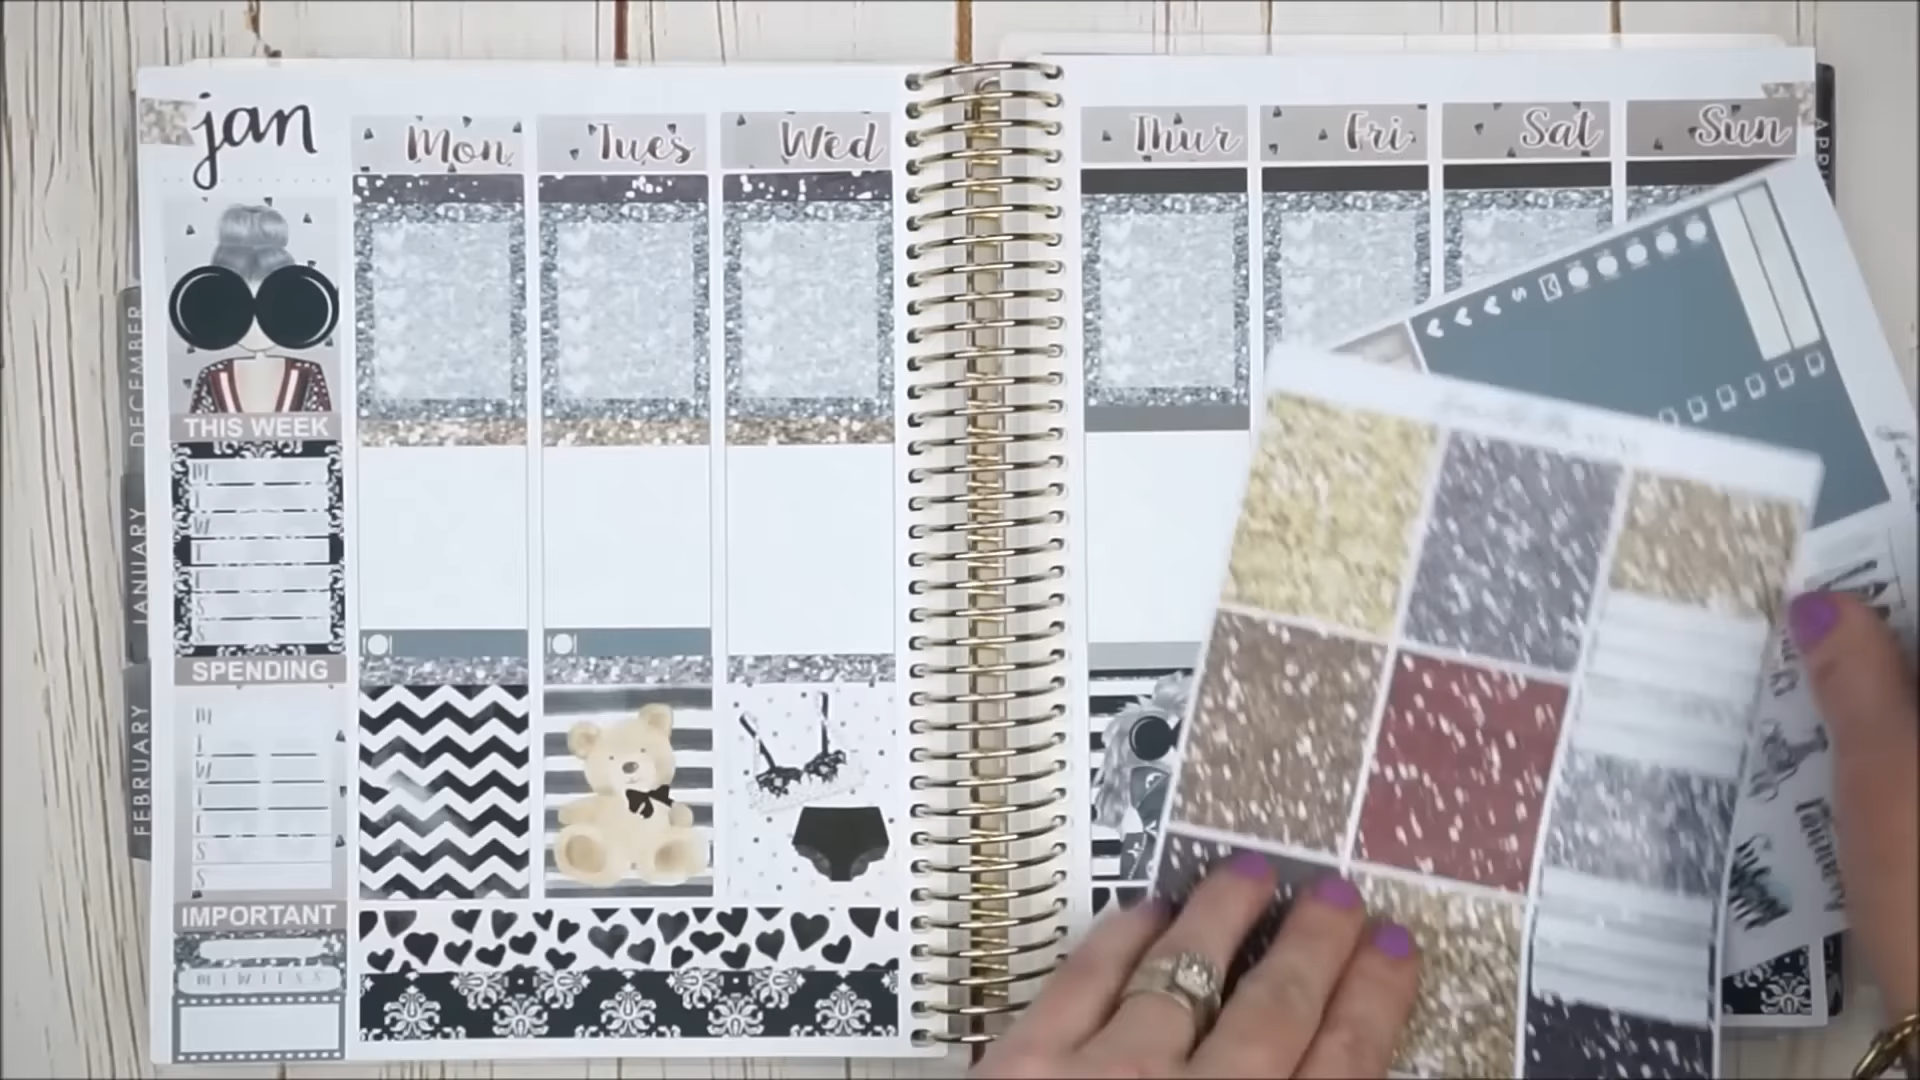 jan
Mon
Tues
Wed
Thur
Fri
Sat
Sun
THIS WEEK
M
T
W
T
F
S
S
SPENDING
M
T
W
T
F
S
S
IMPORTANT
M T W T F S S
DECEMBER
JANUARY
FEBRUARY